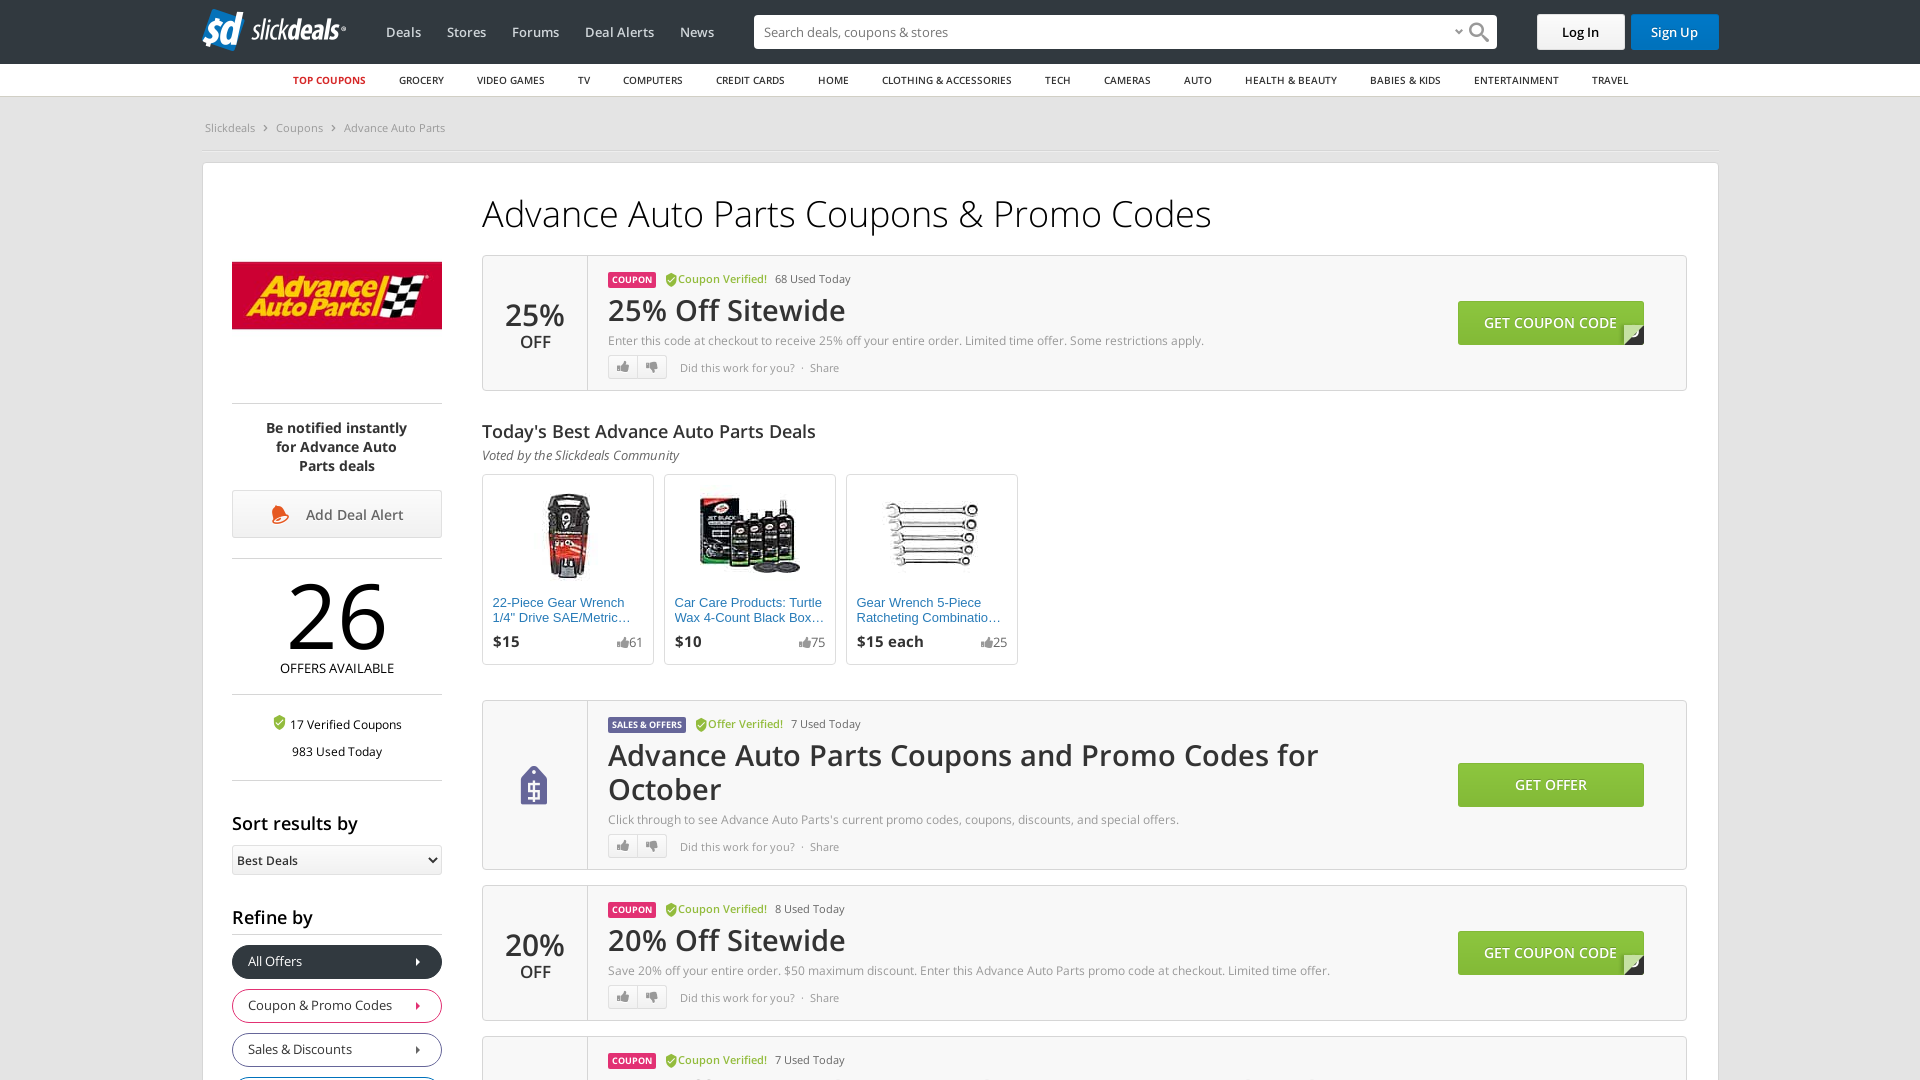 slickdeals
Deals
Stores
Forums
Deal Alerts
News
Search deals, coupons & stores
Log In
Sign Up
TOP COUPONS
GROCERY
VIDEO GAMES
TV
COMPUTERS
CREDIT CARDS
HOME
CLOTHING & ACCESSORIES
TECH
CAMERAS
AUTO
HEALTH & BEAUTY
BABIES & KIDS
ENTERTAINMENT
TRAVEL
Slickdeals > Coupons > Advance Auto Parts
Advance Auto Parts Coupons & Promo Codes
Advance
Auto Parts
Be notified instantly
for Advance Auto
Parts deals
Add Deal Alert
26
OFFERS AVAILABLE
17 Verified Coupons
983 Used Today
Sort results by
Best Deals
Refine by
All Offers
Coupon & Promo Codes
Sales & Discounts
25%
OFF
COUPON Coupon Verified! 68 Used Today
25% Off Sitewide
Enter this code at checkout to receive 25% off your entire order. Limited time offer. Some restrictions apply.
Did this work for you? · Share
GET COUPON CODE
Today's Best Advance Auto Parts Deals
Voted by the Slickdeals Community
22-Piece Gear Wrench
1/4" Drive SAE/Metric…
$15
61
Car Care Products: Turtle
Wax 4-Count Black Box…
$10
75
Gear Wrench 5-Piece
Ratcheting Combinatio…
$15 each
25
SALES & OFFERS Offer Verified! 7 Used Today
Advance Auto Parts Coupons and Promo Codes for
October
Click through to see Advance Auto Parts's current promo codes, coupons, discounts, and special offers.
Did this work for you? · Share
GET OFFER
20%
OFF
COUPON Coupon Verified! 8 Used Today
20% Off Sitewide
Save 20% off your entire order. $50 maximum discount. Enter this Advance Auto Parts promo code at checkout. Limited time offer.
Did this work for you? · Share
GET COUPON CODE
COUPON Coupon Verified! 7 Used Today